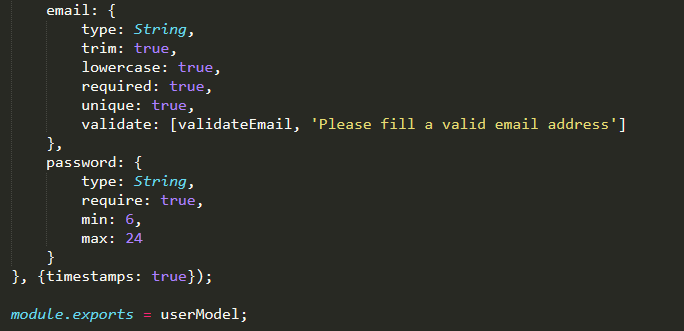 email: {
type: String,
trim: true,
lowercase: true,
required: true,
unique: true,
validate: [validateEmail, 'Please fill a valid email address']
},
password: {
type: String,
require: true,
min: 6,
max: 24
}
}, {timestamps: true});
module.exports = userModel;